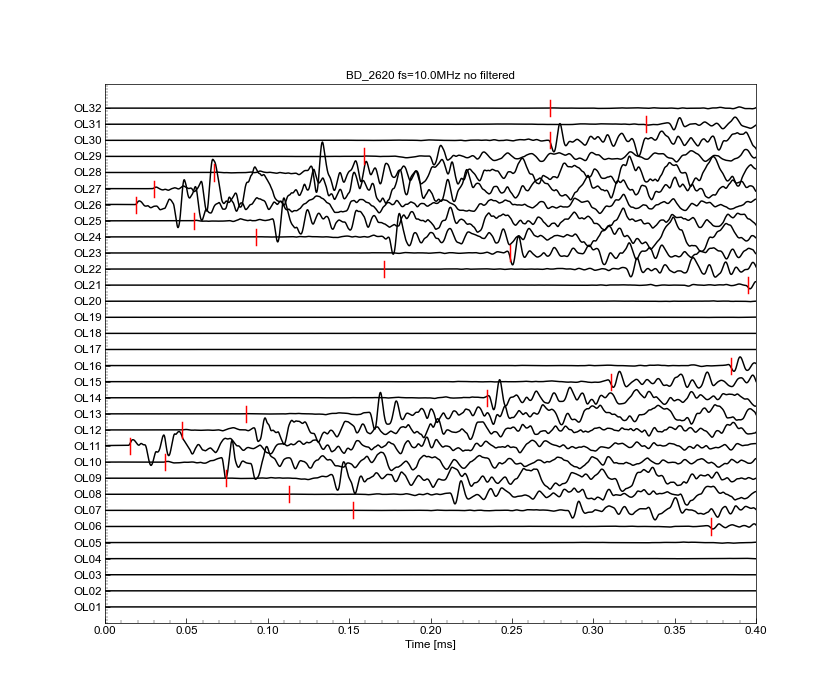 BD_2620 fs=10.0MHz no filtered
OL32
OL31
OL30
OL29
OL28
OL27
OL26
OL25
OL24
OL23
OL22
OL21
OL20
OL19
OL18
OL17
OL16
OL15
OL14
OL13
OL12
OL11
OL10
OL09
OL08
OL07
OL06
OL05
OL04
OL03
OL02
OL01
0.00 0.05 0.10 0.15 0.20 0.25 0.30 0.35 0.40
Time [ms]